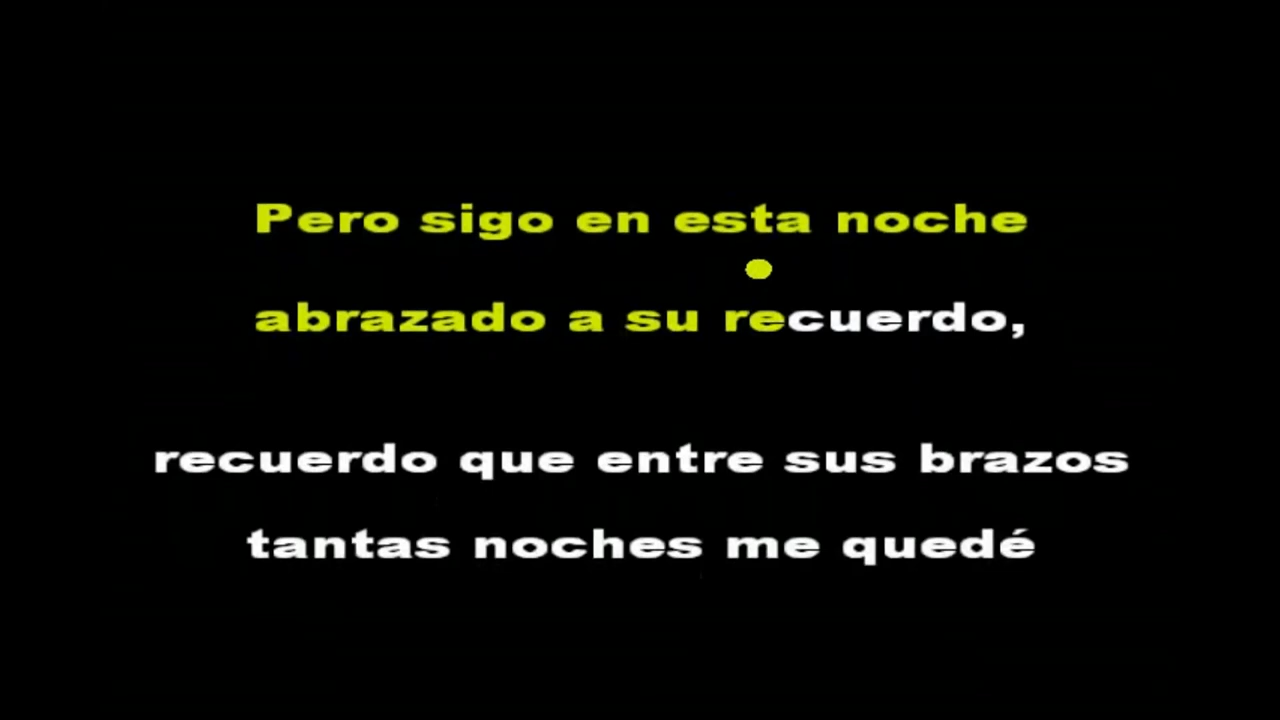 Pero sigo en esta noche
abrazado a su recuerdo,
recuerdo que entre sus brazos
tantas noches me quedé